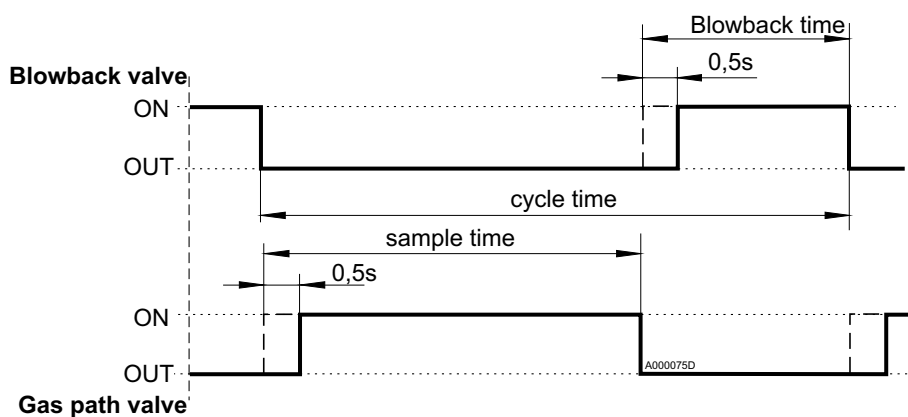 Blowback time
Blowback valve
0,5s
ON
OUT
cycle time
sample time
0,5s
ON
OUT
A000075D
Gas path valve